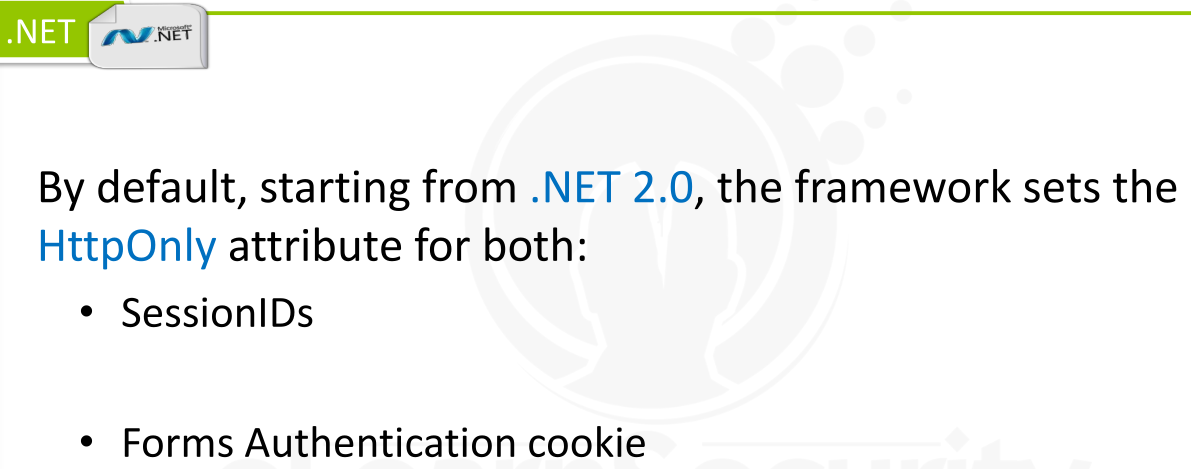 .NET
Microsoft
.NET
By default, starting from .NET 2.0, the framework sets the
HttpOnly attribute for both:
• SessionIDs
• Forms Authentication cookie